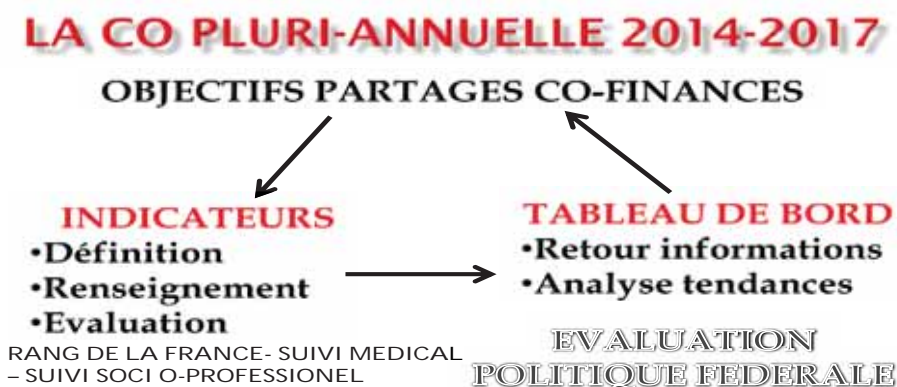 LA CO PLURI-ANNUELLE 2014-2017
OBJECTIFS PARTAGES CO-FINANCES
INDICATEURS
•Définition
•Renseignement
•Evaluation
RANG DE LA FRANCE- SUIVI MEDICAL
– SUIVI SOCI O-PROFESSIONEL
TABLEAU DE BORD
•Retour informations
•Analyse tendances
EVALUATION
POLITIQUE FEDERALE